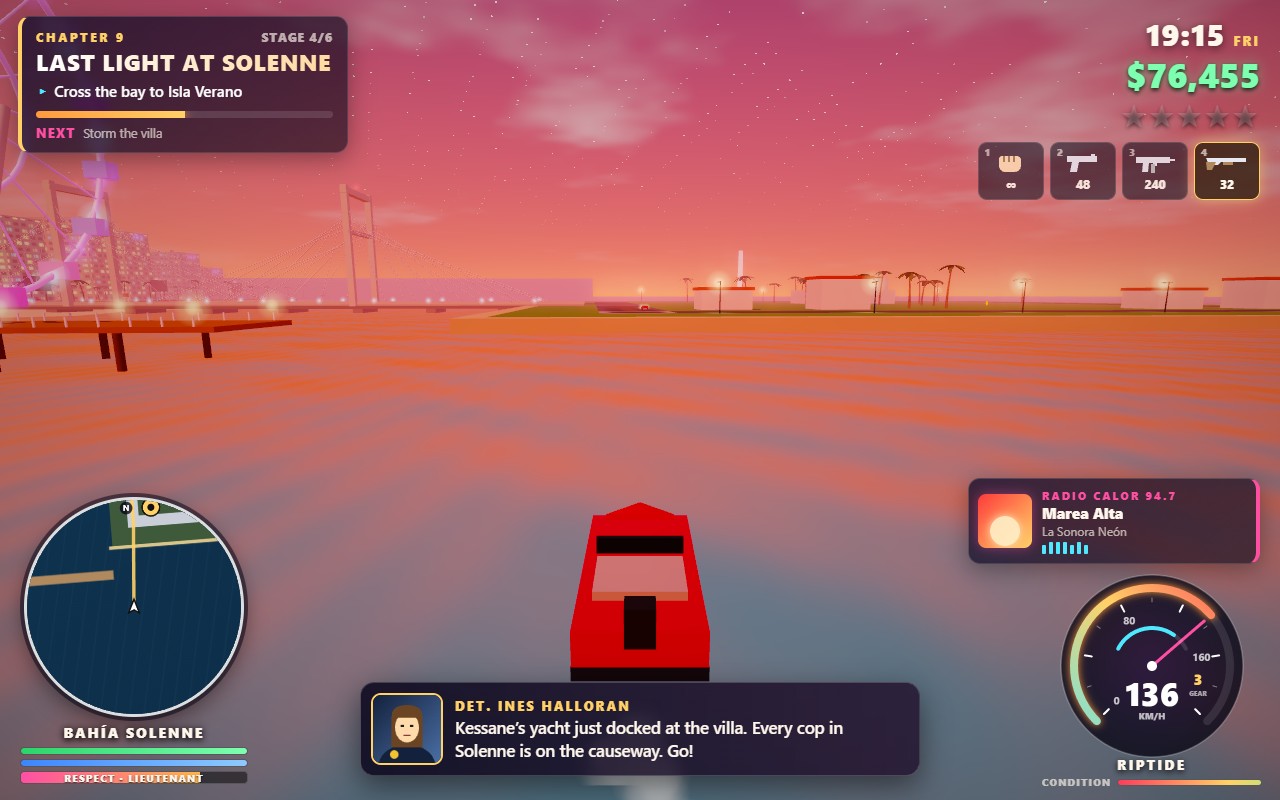 CHAPTER 9
STAGE 4/6
LAST LIGHT AT SOLENNE
Cross the bay to Isla Verano
NEXT Storm the villa
19:15 FRI
$76,455
1
∞
2
48
3
240
4
32
N
BAHÍA SOLENNE
RESPECT - LIEUTENANT
DET. INES HALLORAN
Kessane's yacht just docked at the villa. Every cop in
Solenne is on the causeway. Go!
RADIO CALOR 94.7
Marea Alta
La Sonora Neón
80
160
0
3
GEAR
136
KM/H
RIPTIDE
CONDITION